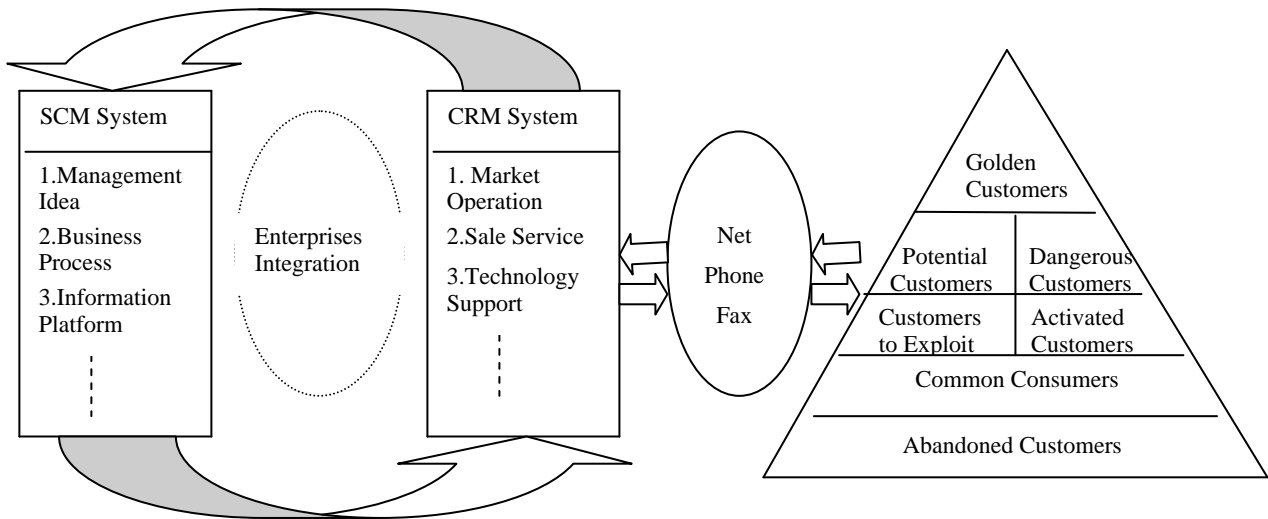 SCM System
1.Management
Idea
2.Business
Process
3.Information
Platform
Enterprises
Integration
CRM System
1. Market
Operation
2.Sale Service
3.Technology
Support
Net
Phone
Fax
Golden
Customers
Potential
Customers
Dangerous
Customers
Customers
to Exploit
Activated
Customers
Common Consumers
Abandoned Customers